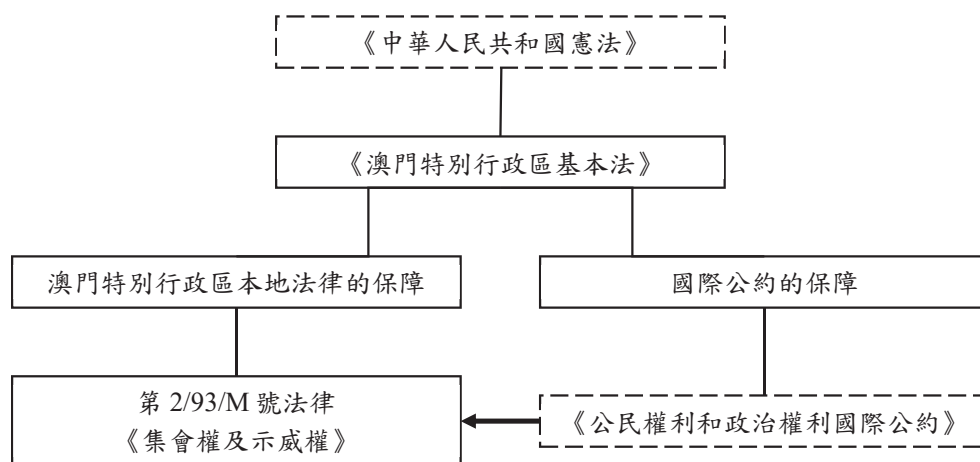 《中華人民共和國憲法》
《澳門特別行政區基本法》
澳門特別行政區本地法律的保障
國際公約的保障
第 2/93/M 號法律
《集會權及示威權》
《公民權利和政治權利國際公約》